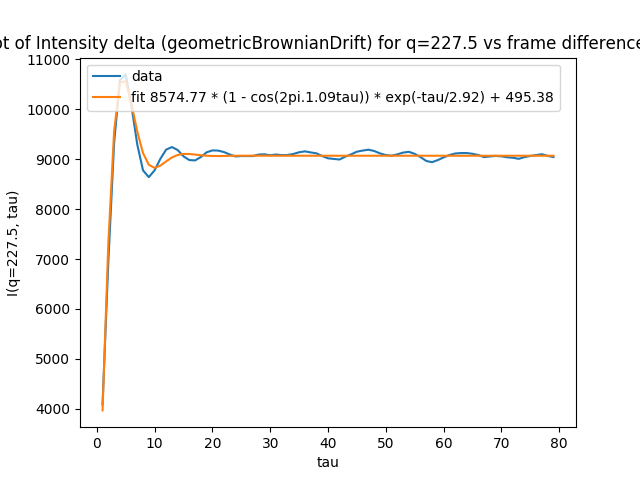 ot of Intensity delta (geometricBrownianDrift) for q=227.5 vs frame difference
data
fit 8574.77 * (1 - cos(2pi.1.09tau)) * exp(-tau/2.92) + 495.38
I(q=227.5, tau)
11000
10000
9000
8000
7000
6000
5000
4000
0 10 20 30 40 50 60 70 80
tau